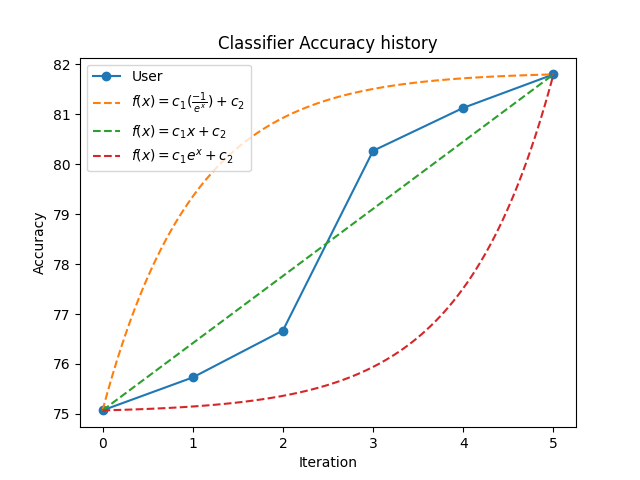 Classifier Accuracy history
User
f(x) = c₁(−1/eˣ) + c₂
f(x) = c₁x + c₂
f(x) = c₁eˣ + c₂
82
81
80
79
78
77
76
75
Accuracy
0 1 2 3 4 5
Iteration